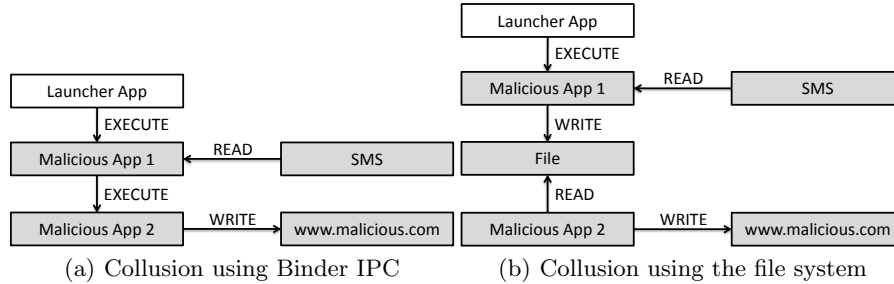 Launcher App
EXECUTE
Malicious App 1
READ
SMS
EXECUTE
Malicious App 2
WRITE
www.malicious.com
(a) Collusion using Binder IPC
Launcher App
EXECUTE
Malicious App 1
READ
SMS
WRITE
File
READ
Malicious App 2
WRITE
www.malicious.com
(b) Collusion using the file system